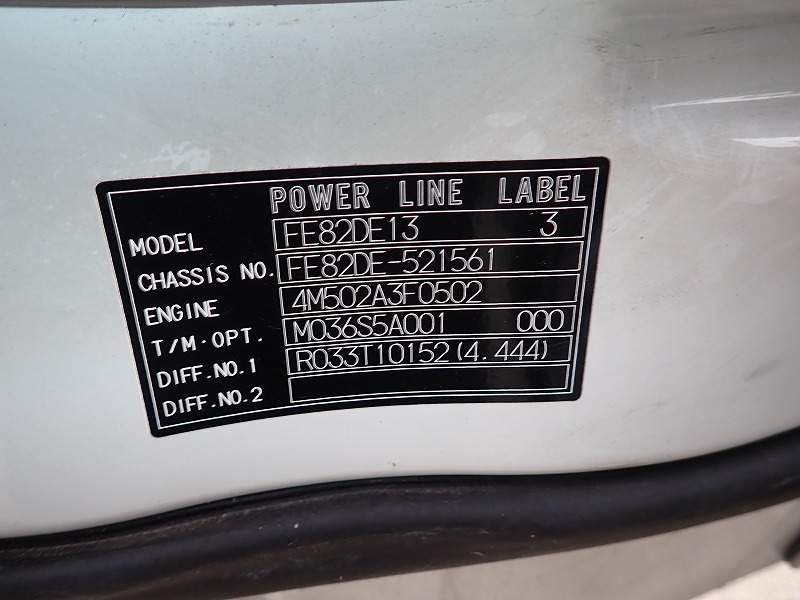 POWER LINE LABEL
MODEL FE82DE13 3
CHASSIS NO. FE82DE-521561
ENGINE 4M502A3F0502
T/M·OPT. M036S5A001 000
DIFF.NO.1 R033T10152(4.444)
DIFF.NO.2